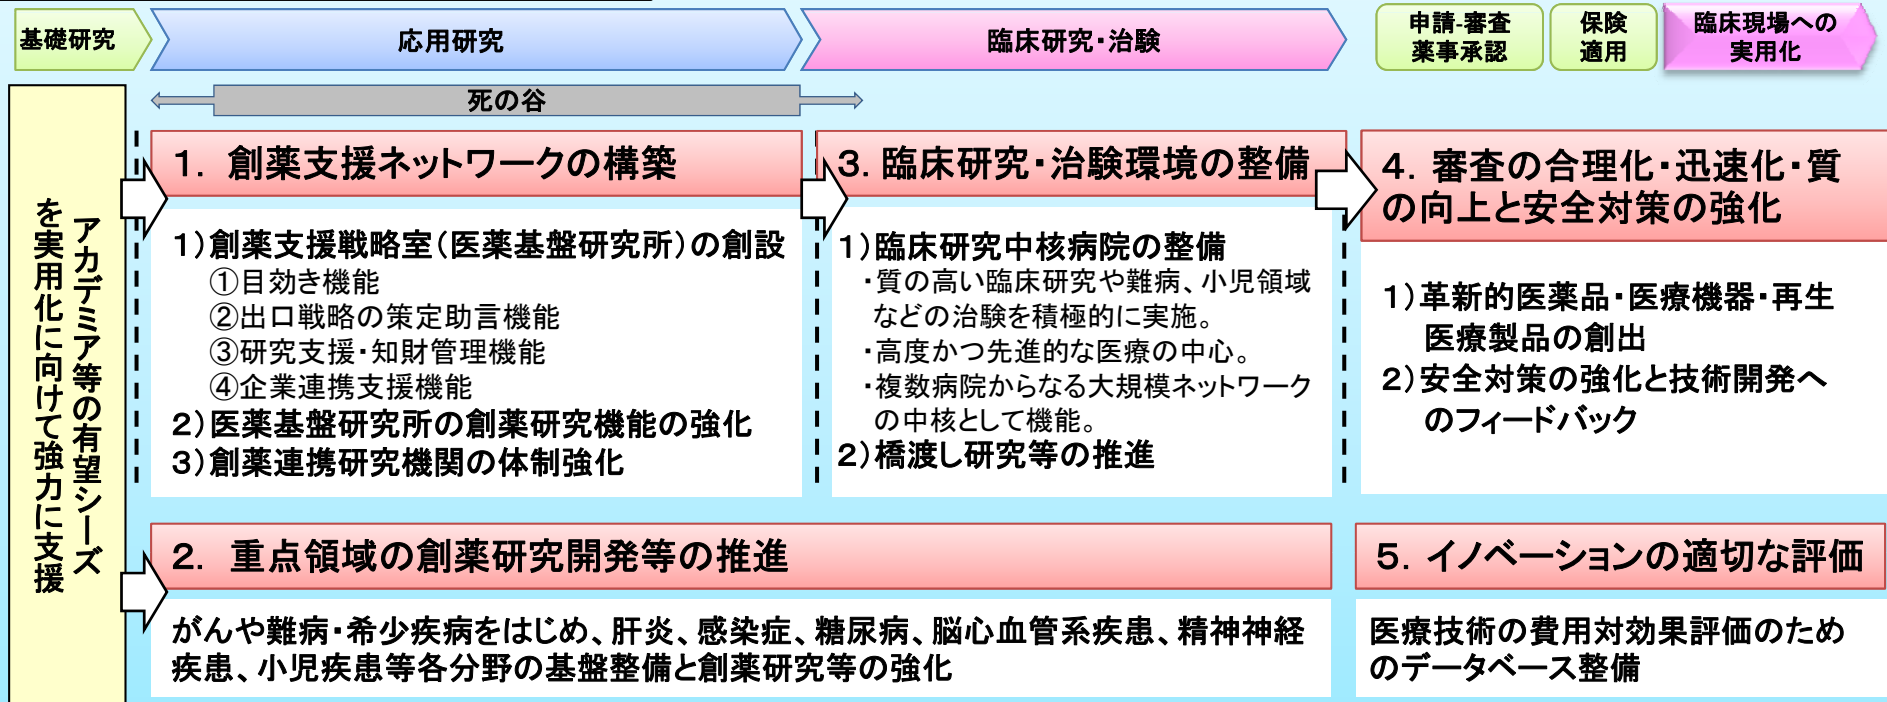 基礎研究
応用研究
臨床研究・治験
申請-審査
薬事承認
保険
適用
臨床現場への
実用化
死の谷
アカデミア等の有望シーズ
を実用化に向けて強力に支援
1. 創薬支援ネットワークの構築
1)創薬支援戦略室(医薬基盤研究所)の創設
①目効き機能
②出口戦略の策定助言機能
③研究支援・知財管理機能
④企業連携支援機能
2)医薬基盤研究所の創薬研究機能の強化
3)創薬連携研究機関の体制強化
3. 臨床研究・治験環境の整備
1)臨床研究中核病院の整備
・質の高い臨床研究や難病、小児領域
などの治験を積極的に実施。
・高度かつ先進的な医療の中心。
・複数病院からなる大規模ネットワーク
の中核として機能。
2)橋渡し研究等の推進
4. 審査の合理化・迅速化・質
の向上と安全対策の強化
1)革新的医薬品・医療機器・再生
医療製品の創出
2)安全対策の強化と技術開発へ
のフィードバック
2. 重点領域の創薬研究開発等の推進
がんや難病・希少疾病をはじめ、肝炎、感染症、糖尿病、脳心血管系疾患、精神神経
疾患、小児疾患等各分野の基盤整備と創薬研究等の強化
5. イノベーションの適切な評価
医療技術の費用対効果評価のため
のデータベース整備